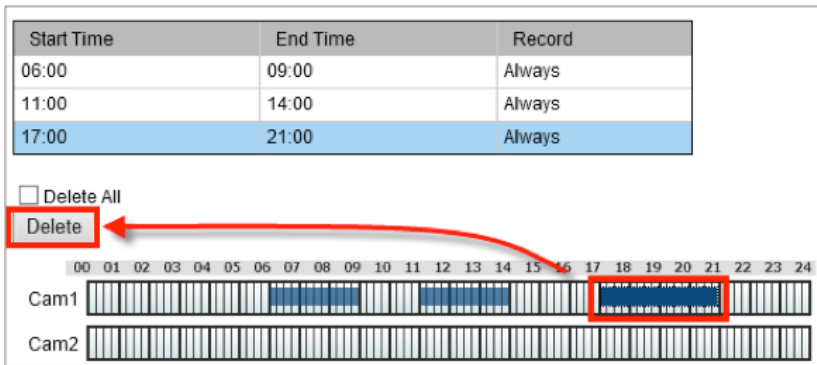 Start Time End Time Record
06:00 09:00 Always
11:00 14:00 Always
17:00 21:00 Always
Delete All
Delete
00 01 02 03 04 05 06 07 08 09 10 11 12 13 14 15 16 17 18 19 20 21 22 23 24
Cam1
Cam2